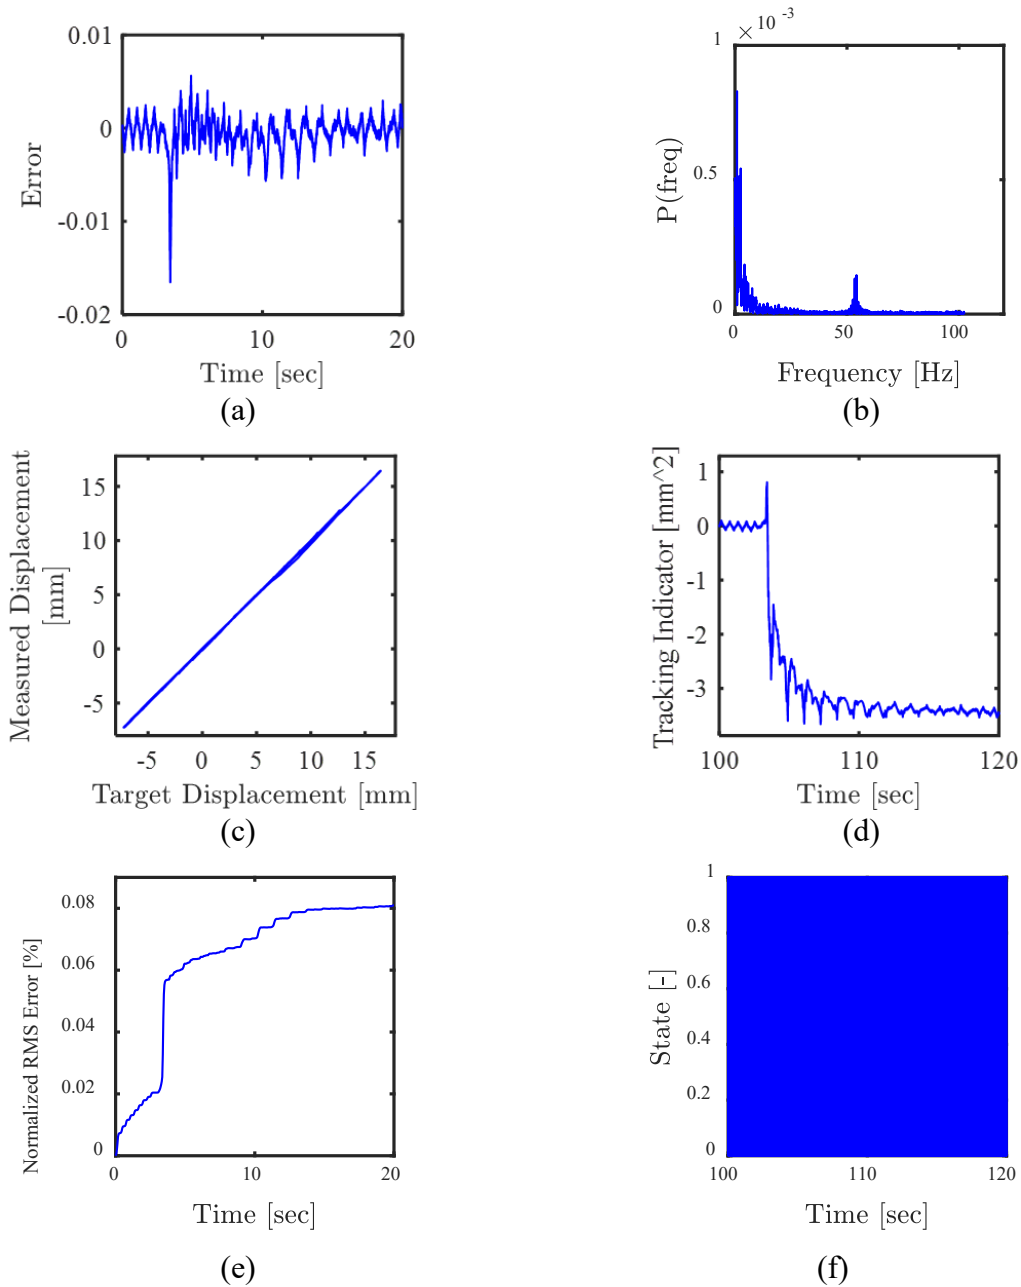 0.01
0
-0.01
-0.02
Error
0
10
20
Time [sec]
(a)
× 10 -3
1
0.5
0
P(freq)
0
50
100
Frequency [Hz]
(b)
15
10
5
0
-5
Measured Displacement
[mm]
-5
0
5
10
15
Target Displacement [mm]
(c)
1
0
-1
-2
-3
Tracking Indicator [mm^2]
100
110
120
Time [sec]
(d)
0.08
0.06
0.04
0.02
0
Normalized RMS Error [%]
0
10
20
Time [sec]
(e)
1
0.8
0.6
0.4
0.2
0
State [-]
100
110
120
Time [sec]
(f)